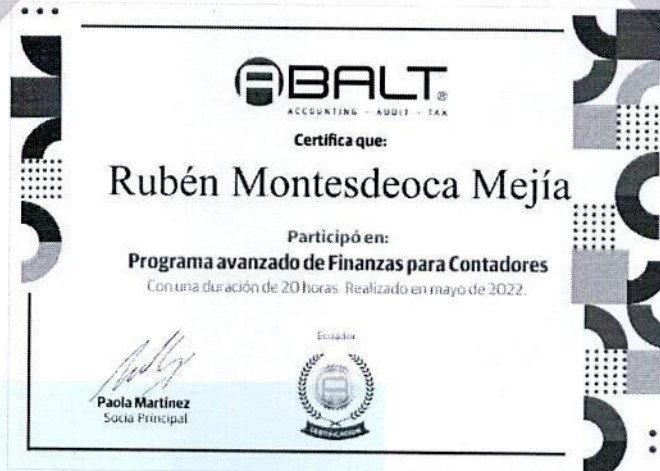 ABALT®
ACCOUNTING - AUDIT - TAX
Certifica que:
Rubén Montesdeoca Mejía
Participó en:
Programa avanzado de Finanzas para Contadores
Con una duración de 20 horas. Realizado en mayo de 2022.
Ecuador
Paola Martínez
Socia Principal
CERTIFICACIÓN